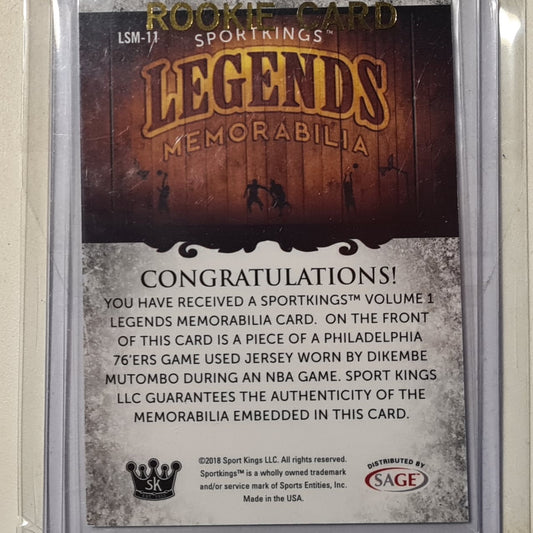 ROOKIE CARD
LSM-11
SPORTKINGS™
LEGENDS
MEMORABILIA
CONGRATULATIONS!
YOU HAVE RECEIVED A SPORTKINGS™ VOLUME 1
LEGENDS MEMORABILIA CARD. ON THE FRONT
OF THIS CARD IS A PIECE OF A PHILADELPHIA
76'ERS GAME USED JERSEY WORN BY DIKEMBE
MUTOMBO DURING AN NBA GAME. SPORT KINGS
LLC GUARANTEES THE AUTHENTICITY OF THE
MEMORABILIA EMBEDDED IN THIS CARD.
©2018 Sport Kings LLC. All rights reserved.
Sportkings™ is a wholly owned trademark
and/or service mark of Sports Entities, Inc.
Made in the USA.
SK
DISTRIBUTED BY
SAGE